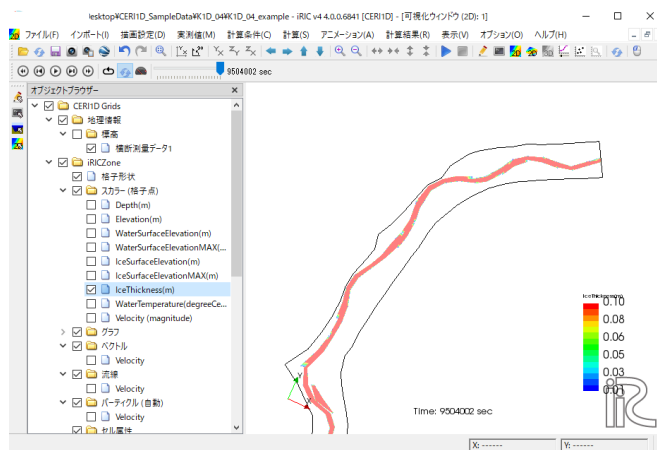 lesktop¥CERI1D_SampleData¥K1D_04¥K1D_04_example - iRIC v4 4.0.0.6841 [CERI1D] - [可視化ウィンドウ (2D): 1]
ファイル(F) インポート(I) 描画設定(D) 実測値(M) 計算条件(C) 計算(S) アニメーション(A) 計算結果(R) 表示(V) オプション(O) ヘルプ(H)
9504002 sec
オブジェクトブラウザー
CERI1D Grids
地理情報
標高
横断測量データ1
iRICZone
格子形状
スカラー (格子点)
Depth(m)
Elevation(m)
WaterSurfaceElevation(m)
WaterSurfaceElevationMAX(...
IceSurfaceElevation(m)
IceSurfaceElevationMAX(m)
IceThickness(m)
WaterTemperature(degreeCe...
Velocity (magnitude)
グラフ
ベクトル
Velocity
流線
Velocity
パーティクル (自動)
Velocity
セル属性
Y
X
IceThickness(m)
0.10
0.08
0.06
0.05
0.03
0.01
iRIC
Time: 9504002 sec
X: ------
Y: ------